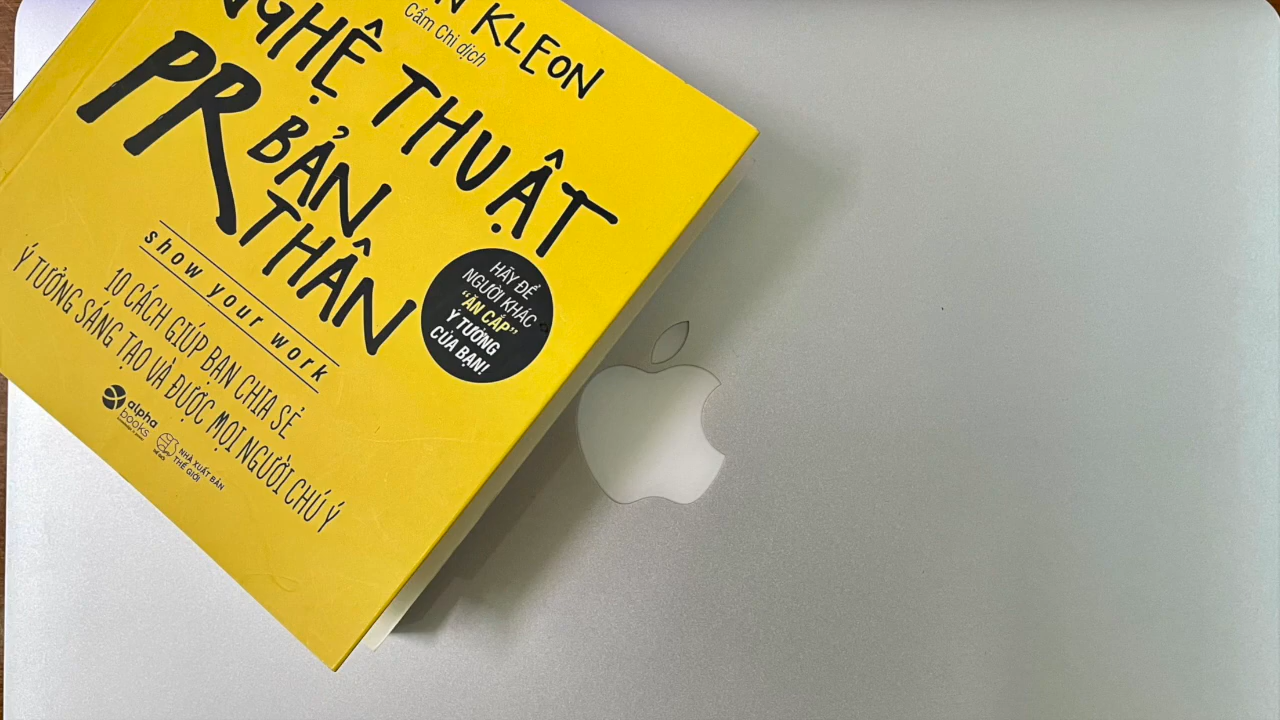 N KLEON
Cẩm Chi dịch
NGHỆ THUẬT
PR BẢN
THÂN
show your work
10 CÁCH GIÚP BẠN CHIA SẺ
Ý TƯỞNG SÁNG TẠO VÀ ĐƯỢC MỌI NGƯỜI CHÚ Ý
HÃY ĐỂ
NGƯỜI KHÁC
"ĂN CẮP"
Ý TƯỞNG
CỦA BẠN!
alpha
books
NHÀ XUẤT BẢN
THẾ GIỚI